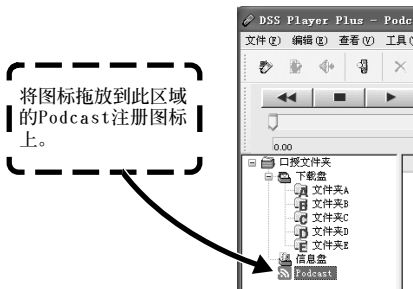 DSS Player Plus - Podc
文件(F) 编辑(E) 查看(V) 工具(
将图标拖放到此区域
的Podcast注册图标
上。
0.00
口授文件夹
下载盘
A 文件夹A
B 文件夹B
C 文件夹C
D 文件夹D
E 文件夹E
信息盘
Podcast